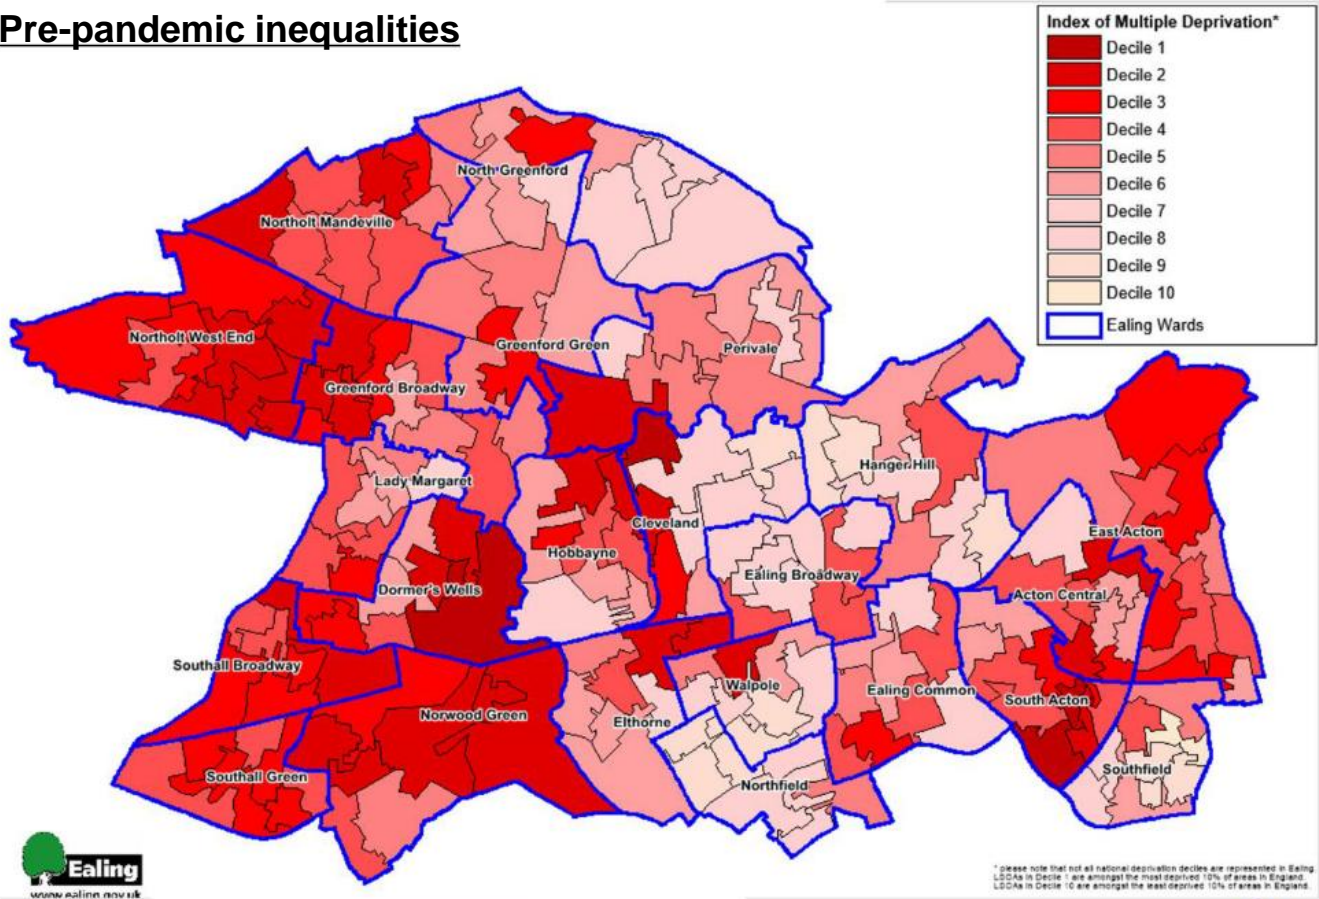 Pre-pandemic inequalities
Index of Multiple Deprivation*
Decile 1
Decile 2
Decile 3
Decile 4
Decile 5
Decile 6
Decile 7
Decile 8
Decile 9
Decile 10
Ealing Wards
North Greenford
Northolt Mandeville
Northolt West End
Greenford Green
Perivale
Greenford Broadway
Hanger Hill
Lady Margaret
Cleveland
East Acton
Hobbayne
Ealing Broadway
Dormer's Wells
Acton Central
Southall Broadway
Walpole
Ealing Common
South Acton
Norwood Green
Elthorne
Southfield
Southall Green
Northfield
Ealing
www.ealing.gov.uk
* please note that not all national deprivation deciles are represented in Ealing.
LSOAs in Decile 1 are amongst the most deprived 10% of areas in England.
LSOAs in Decile 10 are amongst the least deprived 10% of areas in England.